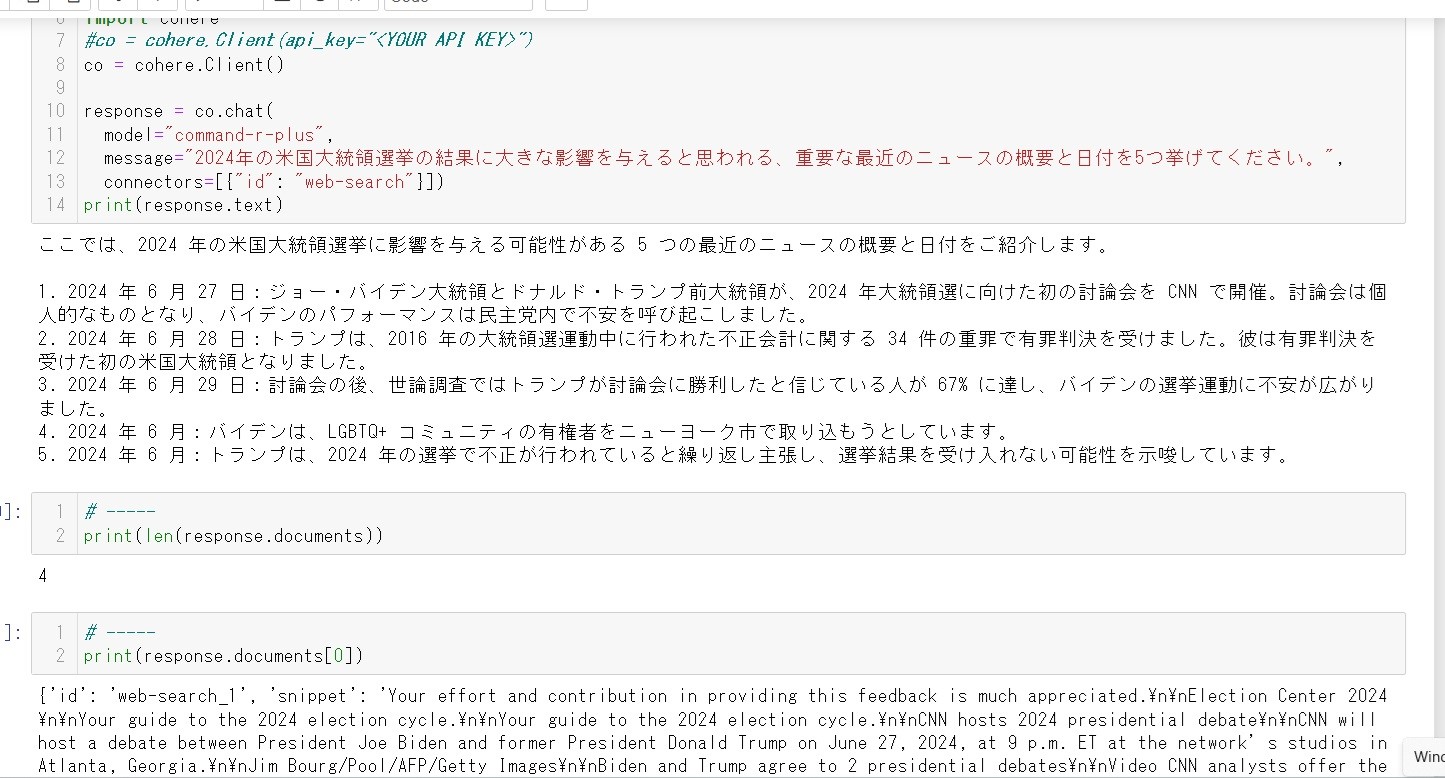 6 import cohere
7 #co = cohere.Client(api_key="<YOUR API KEY>")
8 co = cohere.Client()
9
10 response = co.chat(
11   model="command-r-plus",
12   message="2024年の米国大統領選挙の結果に大きな影響を与えると思われる、重要な最近のニュースの概要と日付を5つ挙げてください。",
13   connectors=[{"id": "web-search"}])
14 print(response.text)
ここでは、2024 年の米国大統領選挙に影響を与える可能性がある 5 つの最近のニュースの概要と日付をご紹介します。
1. 2024 年 6 月 27 日：ジョー・バイデン大統領とドナルド・トランプ前大統領が、2024 年大統領選に向けた初の討論会を CNN で開催。討論会は個
人的なものとなり、バイデンのパフォーマンスは民主党内で不安を呼び起こしました。
2. 2024 年 6 月 28 日：トランプは、2016 年の大統領選運動中に行われた不正会計に関する 34 件の重罪で有罪判決を受けました。彼は有罪判決を
受けた初の米国大統領となりました。
3. 2024 年 6 月 29 日：討論会の後、世論調査ではトランプが討論会に勝利したと信じている人が 67% に達し、バイデンの選挙運動に不安が広がり
ました。
4. 2024 年 6 月：バイデンは、LGBTQ+ コミュニティの有権者をニューヨーク市で取り込もうとしています。
5. 2024 年 6 月：トランプは、2024 年の選挙で不正が行われていると繰り返し主張し、選挙結果を受け入れない可能性を示唆しています。
]:
1 # -----
2 print(len(response.documents))
4
]:
1 # -----
2 print(response.documents[0])
{'id': 'web-search_1', 'snippet': 'Your effort and contribution in providing this feedback is much appreciated.¥n¥nElection Center 2024
¥n¥nYour guide to the 2024 election cycle.¥n¥nYour guide to the 2024 election cycle.¥n¥nCNN hosts 2024 presidential debate¥n¥nCNN will
host a debate between President Joe Biden and former President Donald Trump on June 27, 2024, at 9 p.m. ET at the network’s studios in
Atlanta, Georgia.¥n¥nJim Bourg/Pool/AFP/Getty Images¥n¥nBiden and Trump agree to 2 presidential debates¥n¥nVideo CNN analysts offer the